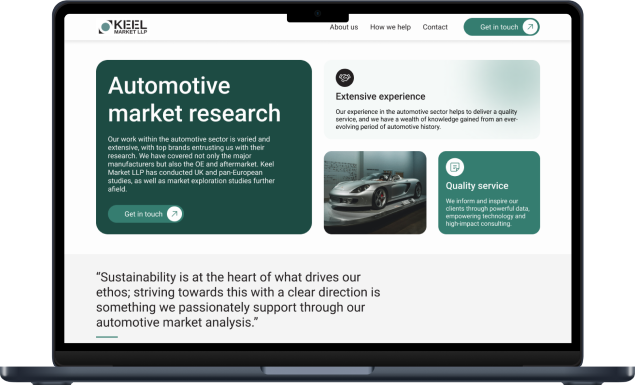 KEEL
MARKET LLP
About us
How we help
Contact
Get in touch
Automotive
market research
Our work within the automotive sector is varied and
extensive, with top brands entrusting us with their
research. We have covered not only the major
manufacturers but also the OE and aftermarket. Keel
Market LLP has conducted UK and pan-European
studies, as well as market exploration studies further
afield.
Get in touch
Extensive experience
Our experience in the automotive sector helps to deliver a quality
service, and we have a wealth of knowledge gained from an ever-
evolving period of automotive history.
Quality service
We inform and inspire our
clients through powerful data,
empowering technology and
high-impact consulting.
“Sustainability is at the heart of what drives our
ethos; striving towards this with a clear direction is
something we passionately support through our
automotive market analysis.”